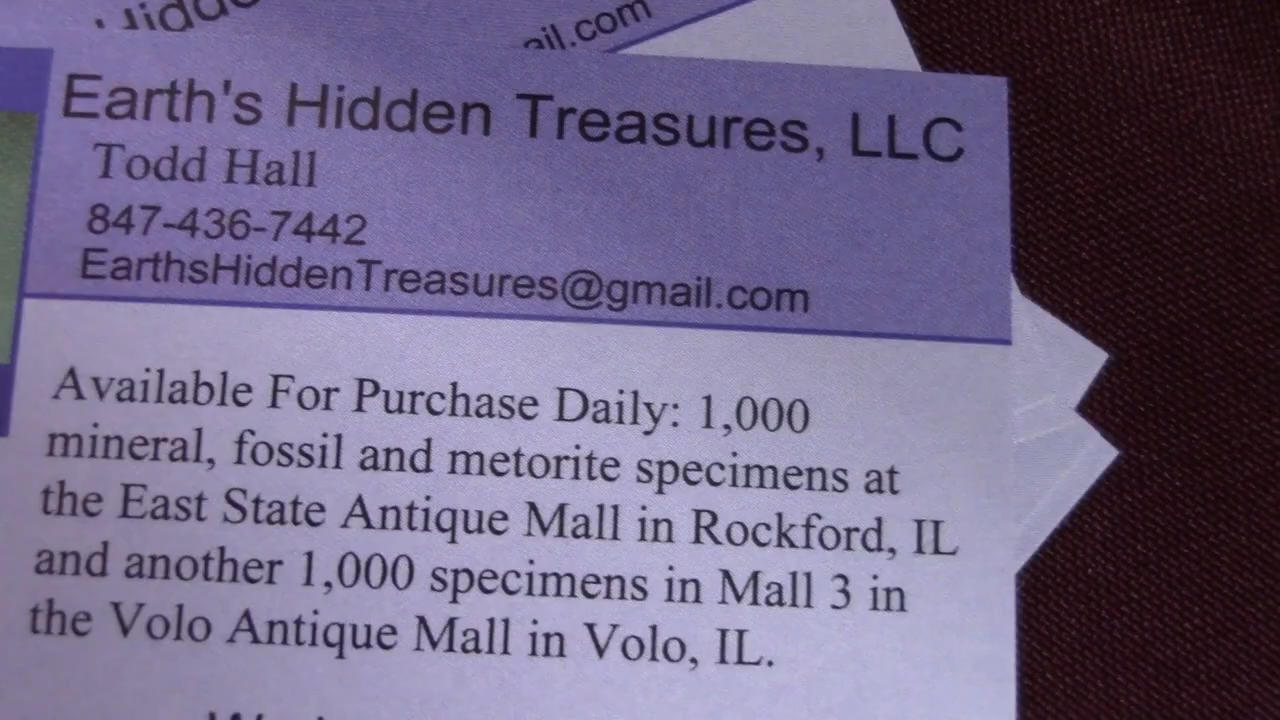 ail.com
Earth's Hidden Treasures, LLC
Todd Hall
847-436-7442
EarthsHiddenTreasures@gmail.com
Available For Purchase Daily: 1,000
mineral, fossil and metorite specimens at
the East State Antique Mall in Rockford, IL
and another 1,000 specimens in Mall 3 in
the Volo Antique Mall in Volo, IL.